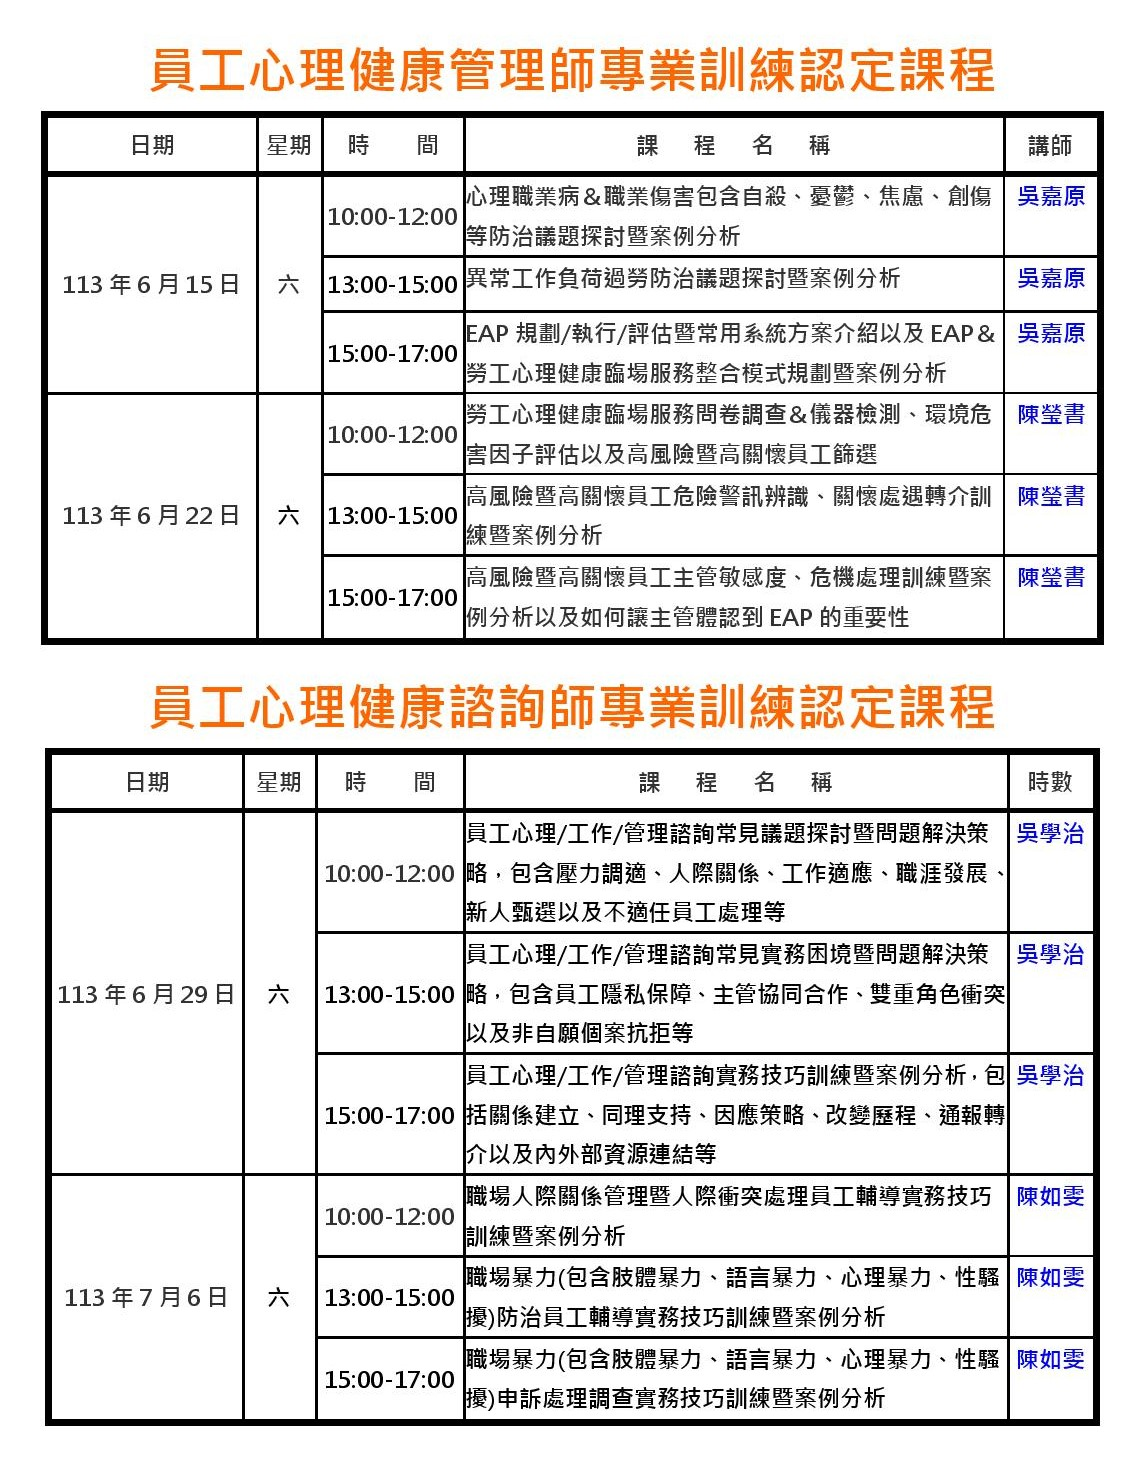 員工心理健康管理師專業訓練認定課程
日期 星期 時 間 課 程 名 稱 講師
113 年 6 月 15 日 六
10:00-12:00
心理職業病＆職業傷害包含自殺、憂鬱、焦慮、創傷
等防治議題探討暨案例分析
吳嘉原
13:00-15:00 異常工作負荷過勞防治議題探討暨案例分析 吳嘉原
15:00-17:00
EAP 規劃/執行/評估暨常用系統方案介紹以及 EAP＆
勞工心理健康臨場服務整合模式規劃暨案例分析
吳嘉原
113 年 6 月 22 日 六
10:00-12:00
勞工心理健康臨場服務問卷調查＆儀器檢測、環境危
害因子評估以及高風險暨高關懷員工篩選
陳瑩書
13:00-15:00
高風險暨高關懷員工危險警訊辨識、關懷處遇轉介訓
練暨案例分析
陳瑩書
15:00-17:00
高風險暨高關懷員工主管敏感度、危機處理訓練暨案
例分析以及如何讓主管體認到 EAP 的重要性
陳瑩書
員工心理健康諮詢師專業訓練認定課程
日期 星期 時 間 課 程 名 稱 時數
113 年 6 月 29 日 六
10:00-12:00
員工心理/工作/管理諮詢常見議題探討暨問題解決策
略，包含壓力調適、人際關係、工作適應、職涯發展、
新人甄選以及不適任員工處理等
吳學治
13:00-15:00
員工心理/工作/管理諮詢常見實務困境暨問題解決策
略，包含員工隱私保障、主管協同合作、雙重角色衝突
以及非自願個案抗拒等
吳學治
15:00-17:00
員工心理/工作/管理諮詢實務技巧訓練暨案例分析，包
括關係建立、同理支持、因應策略、改變歷程、通報轉
介以及內外部資源連結等
吳學治
113 年 7 月 6 日 六
10:00-12:00
職場人際關係管理暨人際衝突處理員工輔導實務技巧
訓練暨案例分析
陳如雯
13:00-15:00
職場暴力(包含肢體暴力、語言暴力、心理暴力、性騷
擾)防治員工輔導實務技巧訓練暨案例分析
陳如雯
15:00-17:00
職場暴力(包含肢體暴力、語言暴力、心理暴力、性騷
擾)申訴處理調查實務技巧訓練暨案例分析
陳如雯